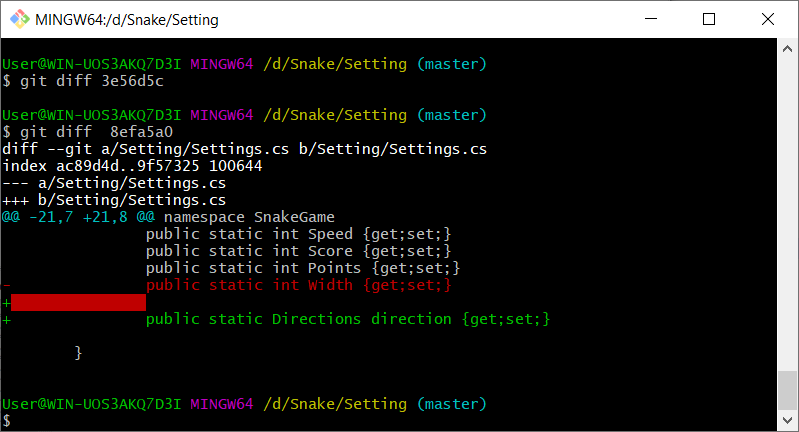 MINGW64:/d/Snake/Setting
User@WIN-UOS3AKQ7D3I MINGW64 /d/Snake/Setting (master)
$ git diff 3e56d5c
User@WIN-UOS3AKQ7D3I MINGW64 /d/Snake/Setting (master)
$ git diff  8efa5a0
diff --git a/Setting/Settings.cs b/Setting/Settings.cs
index ac89d4d..9f57325 100644
--- a/Setting/Settings.cs
+++ b/Setting/Settings.cs
@@ -21,7 +21,8 @@ namespace SnakeGame
public static int Speed {get;set;}
public static int Score {get;set;}
public static int Points {get;set;}
-               public static int Width {get;set;}
+
+               public static Directions direction {get;set;}
}
User@WIN-UOS3AKQ7D3I MINGW64 /d/Snake/Setting (master)
$